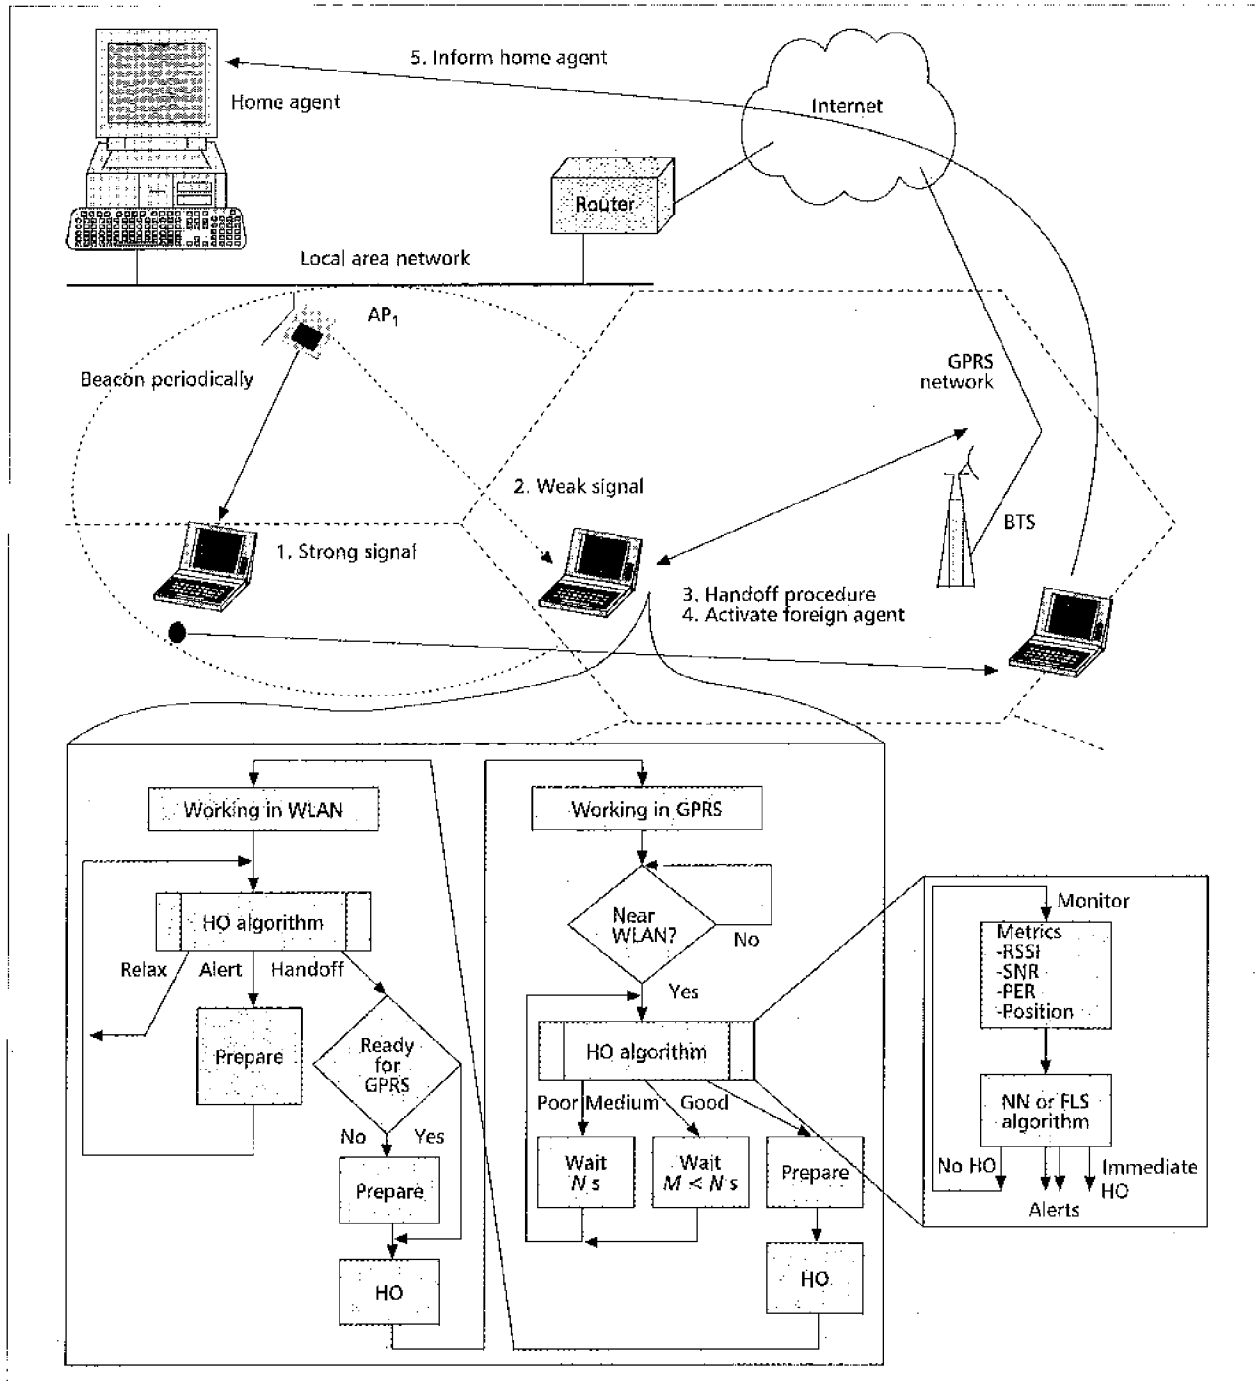 5. Inform home agent
Home agent
Internet
Router
Local area network
AP1
Beacon periodically
GPRS
network
2. Weak signal
BTS
1. Strong signal
3. Handoff procedure
4. Activate foreign agent
Working in WLAN
HO algorithm
Relax
Alert
Handoff
Prepare
Ready
for
GPRS
No
Yes
Prepare
HO
Working in GPRS
Near
WLAN?
No
Yes
HO algorithm
Poor
Medium
Good
Wait
N s
Wait
M < N s
Prepare
HO
Monitor
Metrics
-RSSI
-SNR
-PER
-Position
NN or FLS
algorithm
No HO
Alerts
Immediate
HO